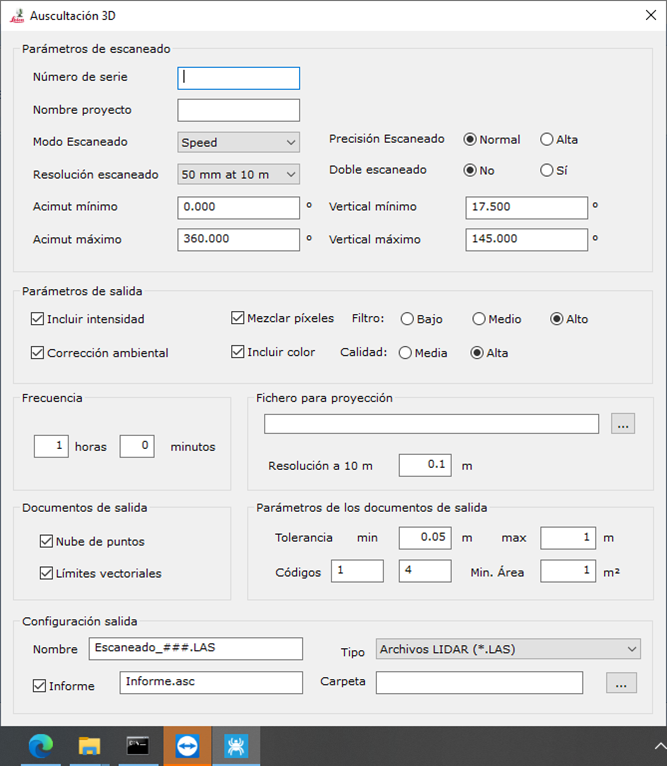 Auscultación 3D
Parámetros de escaneado
Número de serie
Nombre proyecto
Modo Escaneado Speed Precisión Escaneado Normal Alta
Resolución escaneado 50 mm at 10 m Doble escaneado No Sí
Acimut mínimo 0.000 º Vertical mínimo 17.500 º
Acimut máximo 360.000 º Vertical máximo 145.000 º
Parámetros de salida
Incluir intensidad Mezclar píxeles Filtro: Bajo Medio Alto
Corrección ambiental Incluir color Calidad: Media Alta
Frecuencia
1 horas 0 minutos
Fichero para proyección
...
Resolución a 10 m 0.1 m
Documentos de salida
Nube de puntos
Límites vectoriales
Parámetros de los documentos de salida
Tolerancia min 0.05 m max 1 m
Códigos 1 4 Min. Área 1 m²
Configuración salida
Nombre Escaneado_###.LAS Tipo Archivos LIDAR (*.LAS)
Informe Informe.asc Carpeta ...